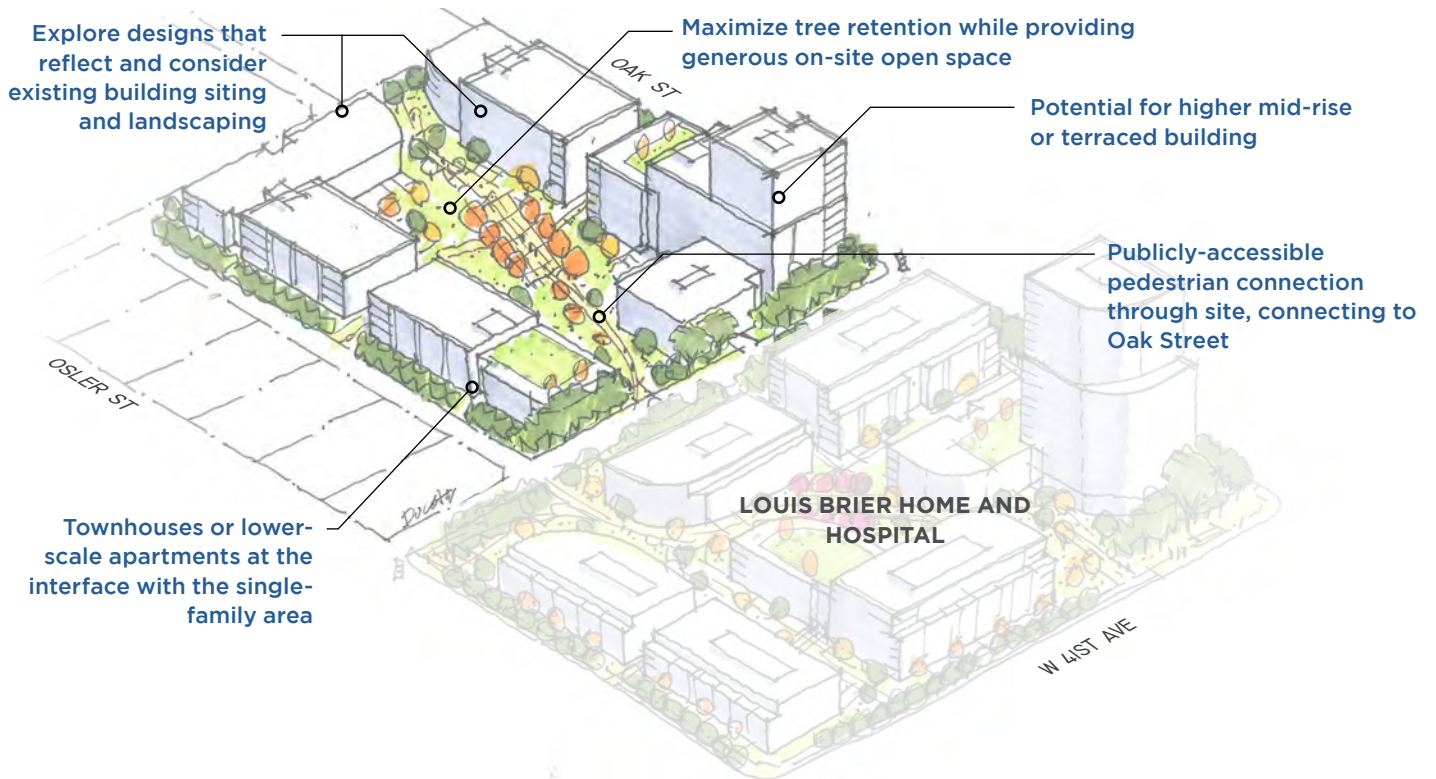 Explore designs that
reflect and consider
existing building siting
and landscaping
Maximize tree retention while providing
generous on-site open space
OAK ST
Potential for higher mid-rise
or terraced building
Publicly-accessible
pedestrian connection
through site, connecting to
Oak Street
OSLER ST
LOUIS BRIER HOME AND
HOSPITAL
Townhouses or lower-
scale apartments at the
interface with the single-
family area
W 41ST AVE